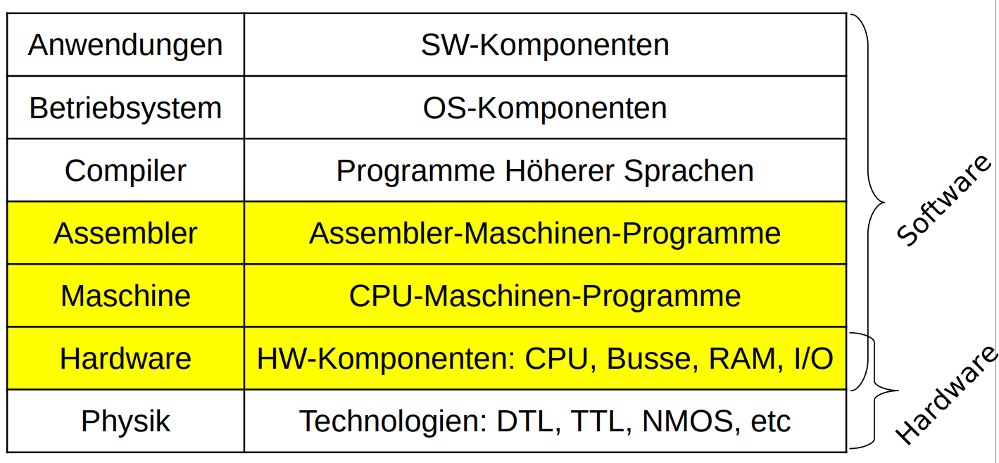 Anwendungen SW-Komponenten
Betriebsystem OS-Komponenten
Compiler Programme Höherer Sprachen
Assembler Assembler-Maschinen-Programme
Maschine CPU-Maschinen-Programme
Hardware HW-Komponenten: CPU, Busse, RAM, I/O
Physik Technologien: DTL, TTL, NMOS, etc
Software
Hardware